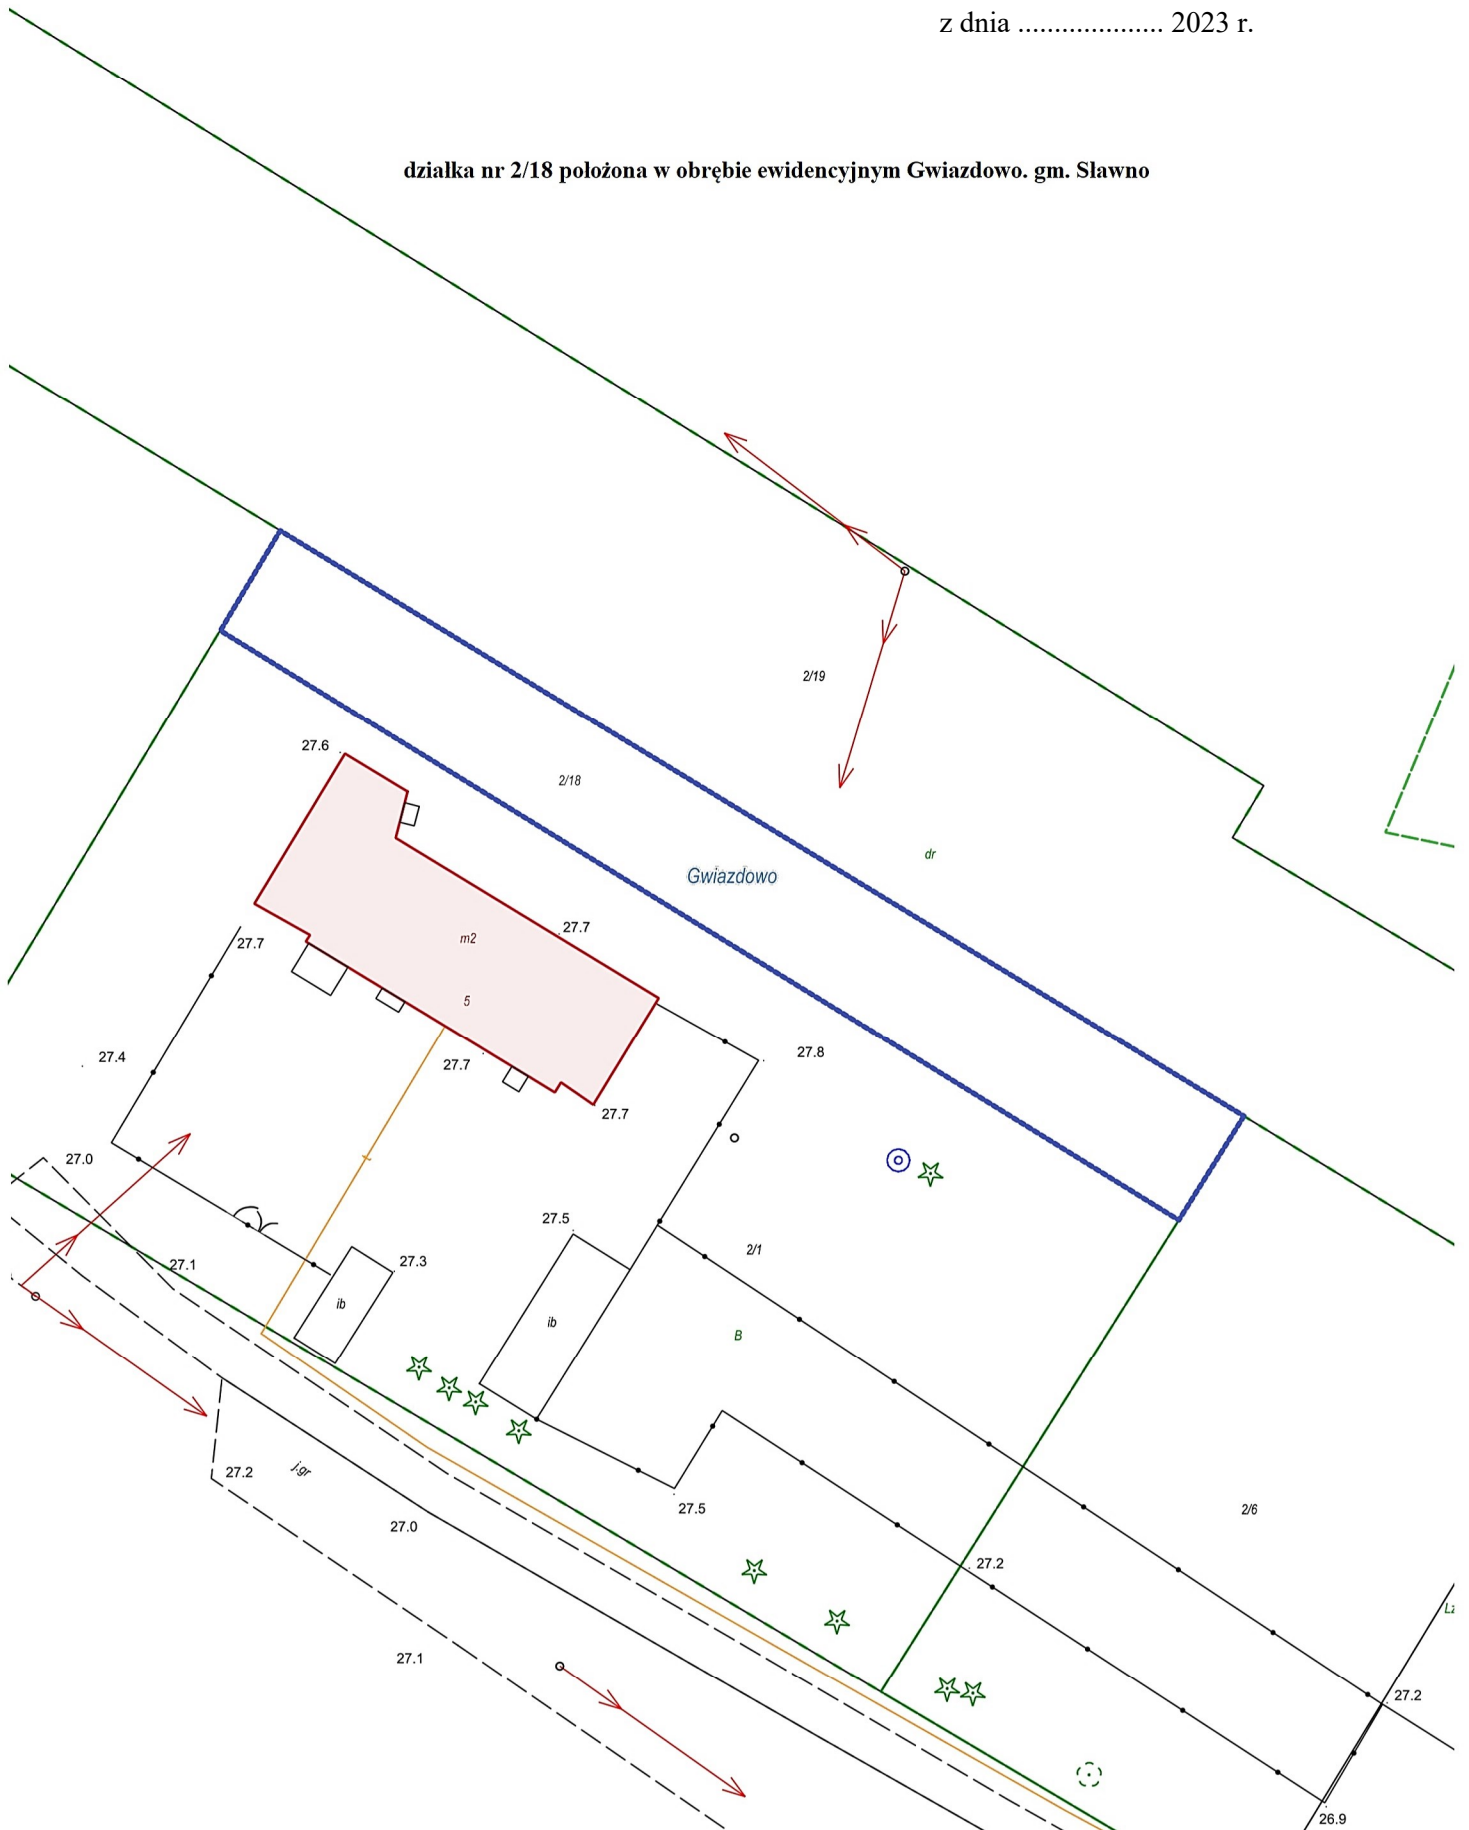 z dnia .................... 2023 r.
działka nr 2/18 położona w obrębie ewidencyjnym Gwiazdowo. gm. Sławno
2/19
27.6
2/18
dr
Gwiazdowo
27.7
m2
27.7
5
27.8
27.4
27.7
27.7
27.0
27.5
2/1
27.3
27.1
ib
ib
B
27.2
j.gr
27.5
2/6
27.0
27.2
Lz
27.1
27.2
26.9